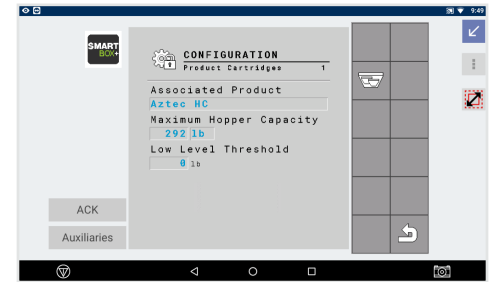 9:49
SMART
BOX+
CONFIGURATION
Product Cartridges 1
Associated Product
Aztec HC
Maximum Hopper Capacity
292 lb
Low Level Threshold
0 lb
ACK
Auxiliaries